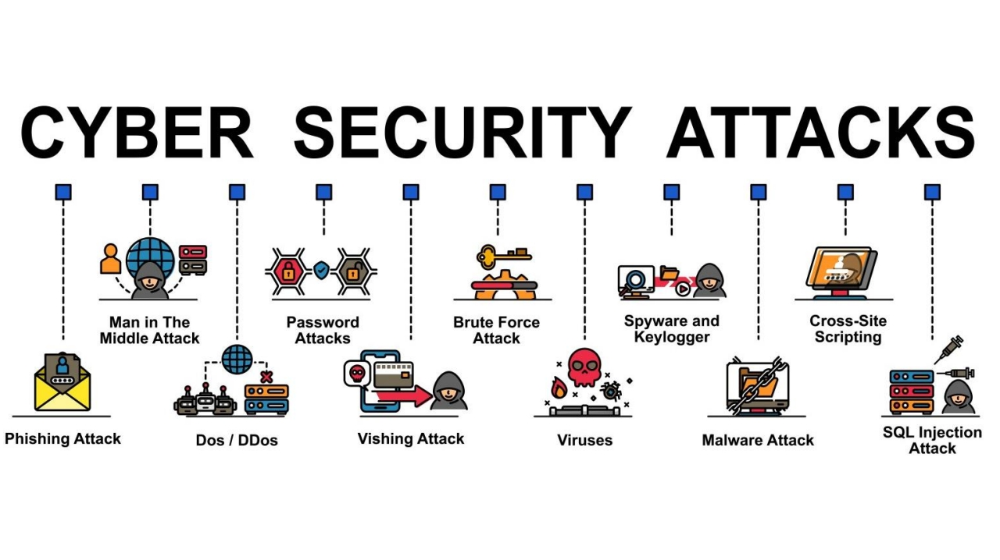 CYBER SECURITY ATTACKS
Man in The
Middle Attack
Password
Attacks
Brute Force
Attack
Spyware and
Keylogger
Cross-Site
Scripting
Phishing Attack
Dos / DDos
Vishing Attack
Viruses
Malware Attack
SQL Injection
Attack